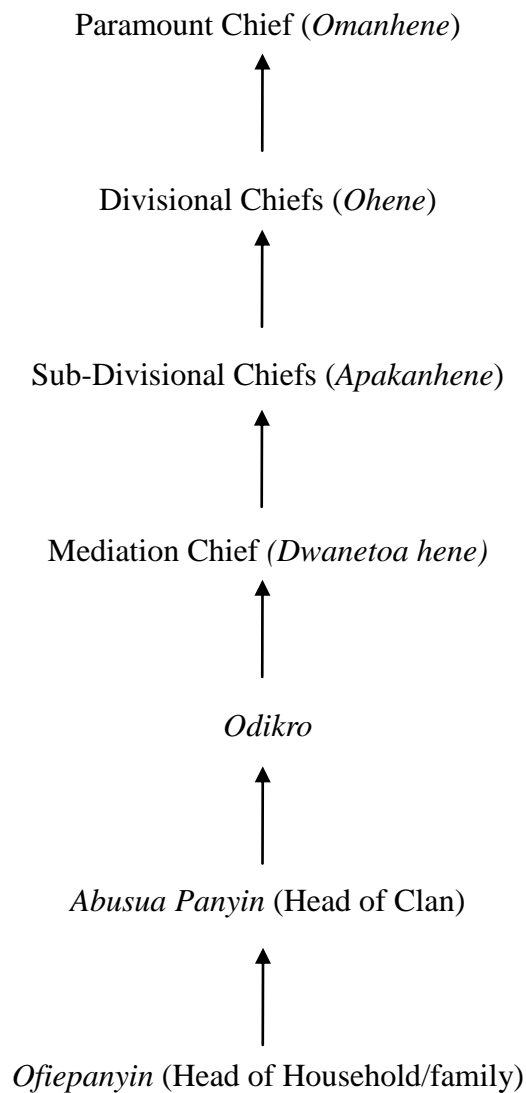 Paramount Chief (Omanhene)
Divisional Chiefs (Ohene)
Sub-Divisional Chiefs (Apakanhene)
Mediation Chief (Dwanetoa hene)
Odikro
Abusua Panyin (Head of Clan)
Ofiepanyin (Head of Household/family)